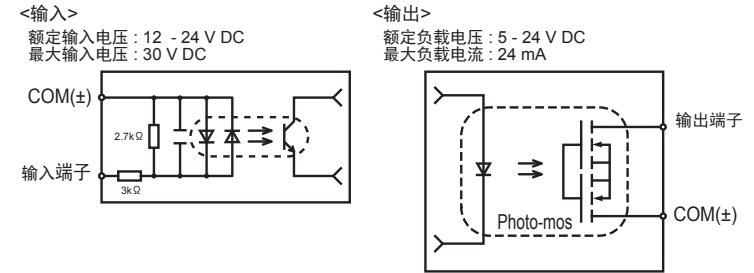 <输入>
额定输入电压 : 12 - 24 V DC
最大输入电压 : 30 V DC
COM(±)
2.7kΩ
输入端子
3kΩ
<输出>
额定负载电压 : 5 - 24 V DC
最大负载电流 : 24 mA
输出端子
Photo-mos
COM(±)